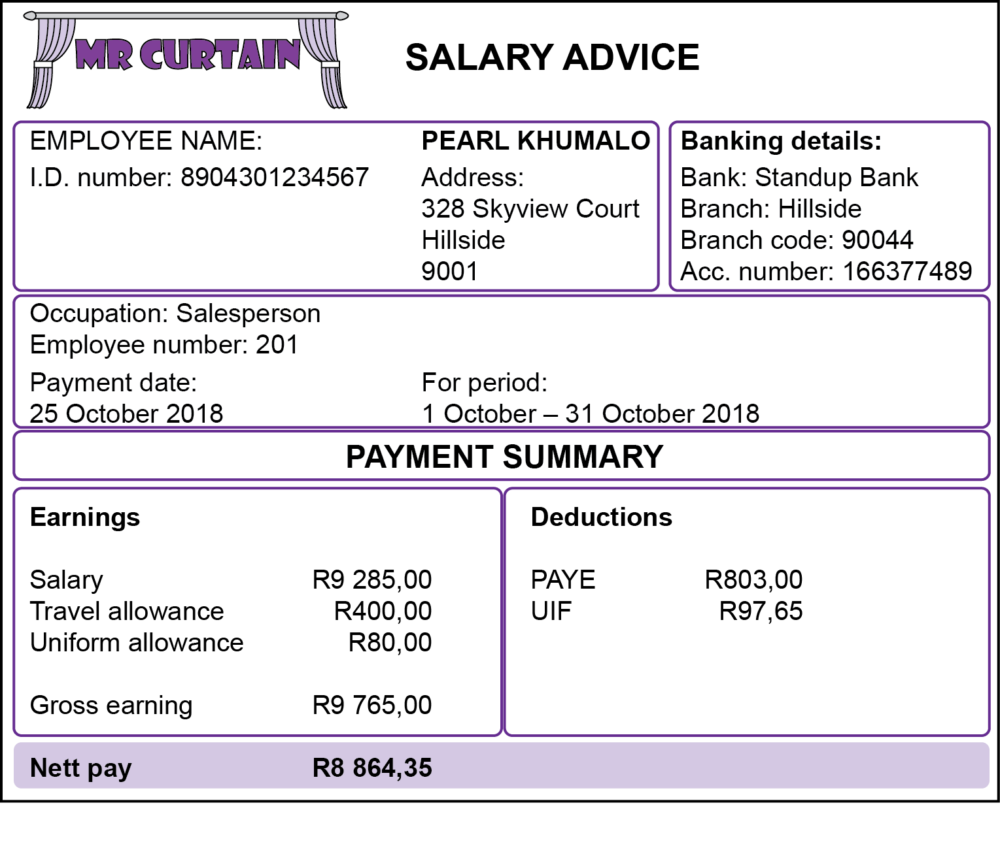 MR CURTAIN
SALARY ADVICE
EMPLOYEE NAME: PEARL KHUMALO
I.D. number: 8904301234567
Address:
328 Skyview Court
Hillside
9001
Banking details:
Bank: Standup Bank
Branch: Hillside
Branch code: 90044
Acc. number: 166377489
Occupation: Salesperson
Employee number: 201
Payment date: For period:
25 October 2018 1 October – 31 October 2018
PAYMENT SUMMARY
Earnings
Salary R9 285,00
Travel allowance R400,00
Uniform allowance R80,00
Gross earning R9 765,00
Deductions
PAYE R803,00
UIF R97,65
Nett pay R8 864,35